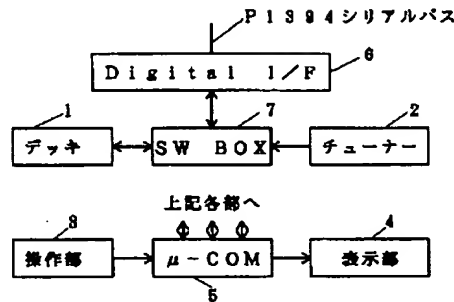 P1394シリアルバス
Digital I/F
6
1
7
2
デッキ
SW BOX
チューナー
上記各部へ
3
4
操作部
μ-COM
表示部
5